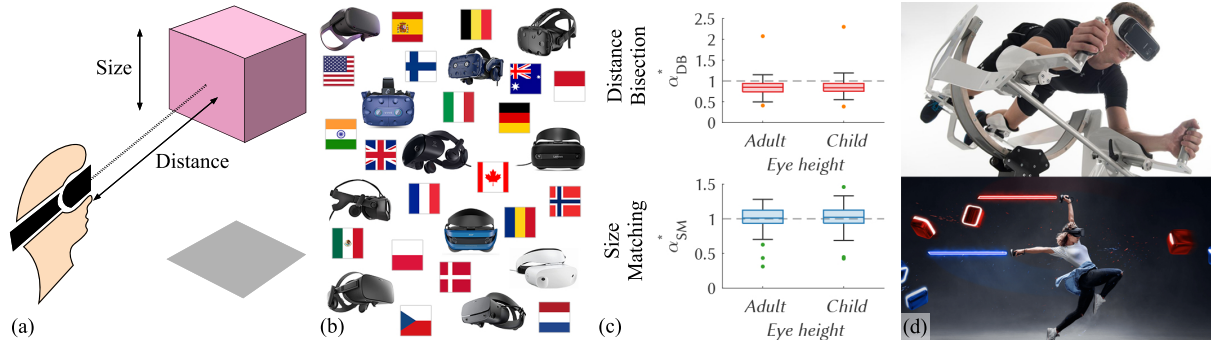 Size
Distance
(a)
(b)
Distance
Bisection
α*DB
2.5
2
1.5
1
0.5
0
Adult
Child
Eye height
Size
Matching
α*SM
1.5
1
0.5
0
Adult
Child
Eye height
(c)
(d)